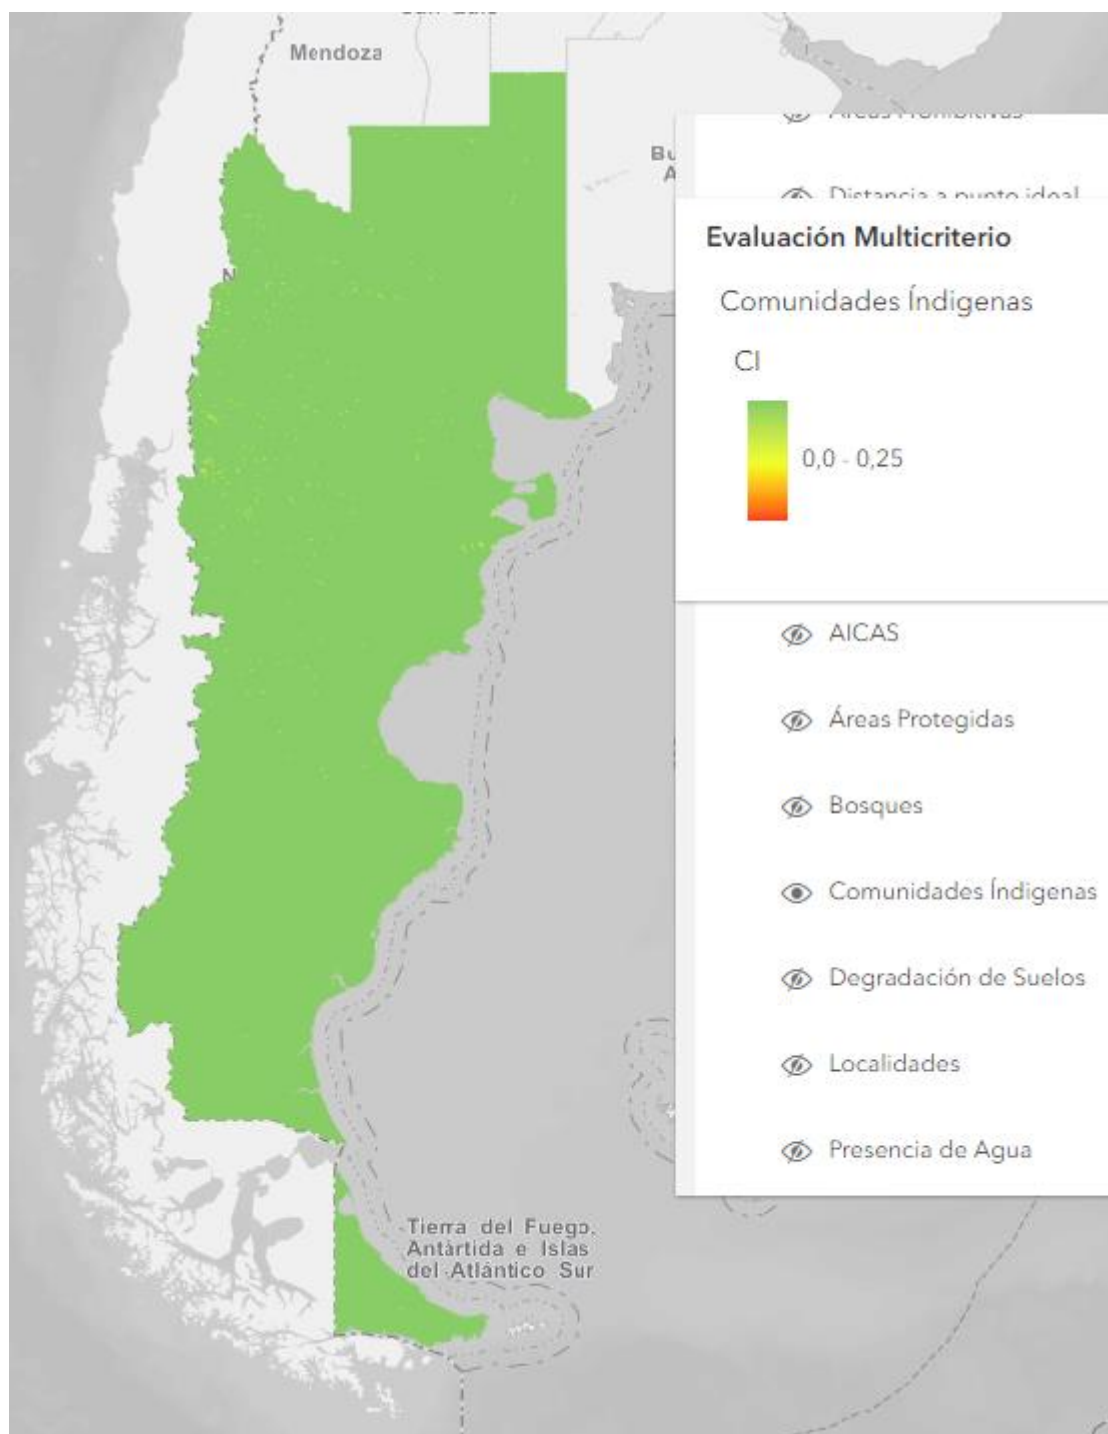 Mendoza
N
Evaluación Multicriterio
Comunidades Índigenas
CI
0,0 - 0,25
AICAS
Áreas Protegidas
Bosques
Comunidades Índigenas
Degradación de Suelos
Localidades
Presencia de Agua
Tierra del Fuego,
Antártida e Islas
del Atlántico Sur